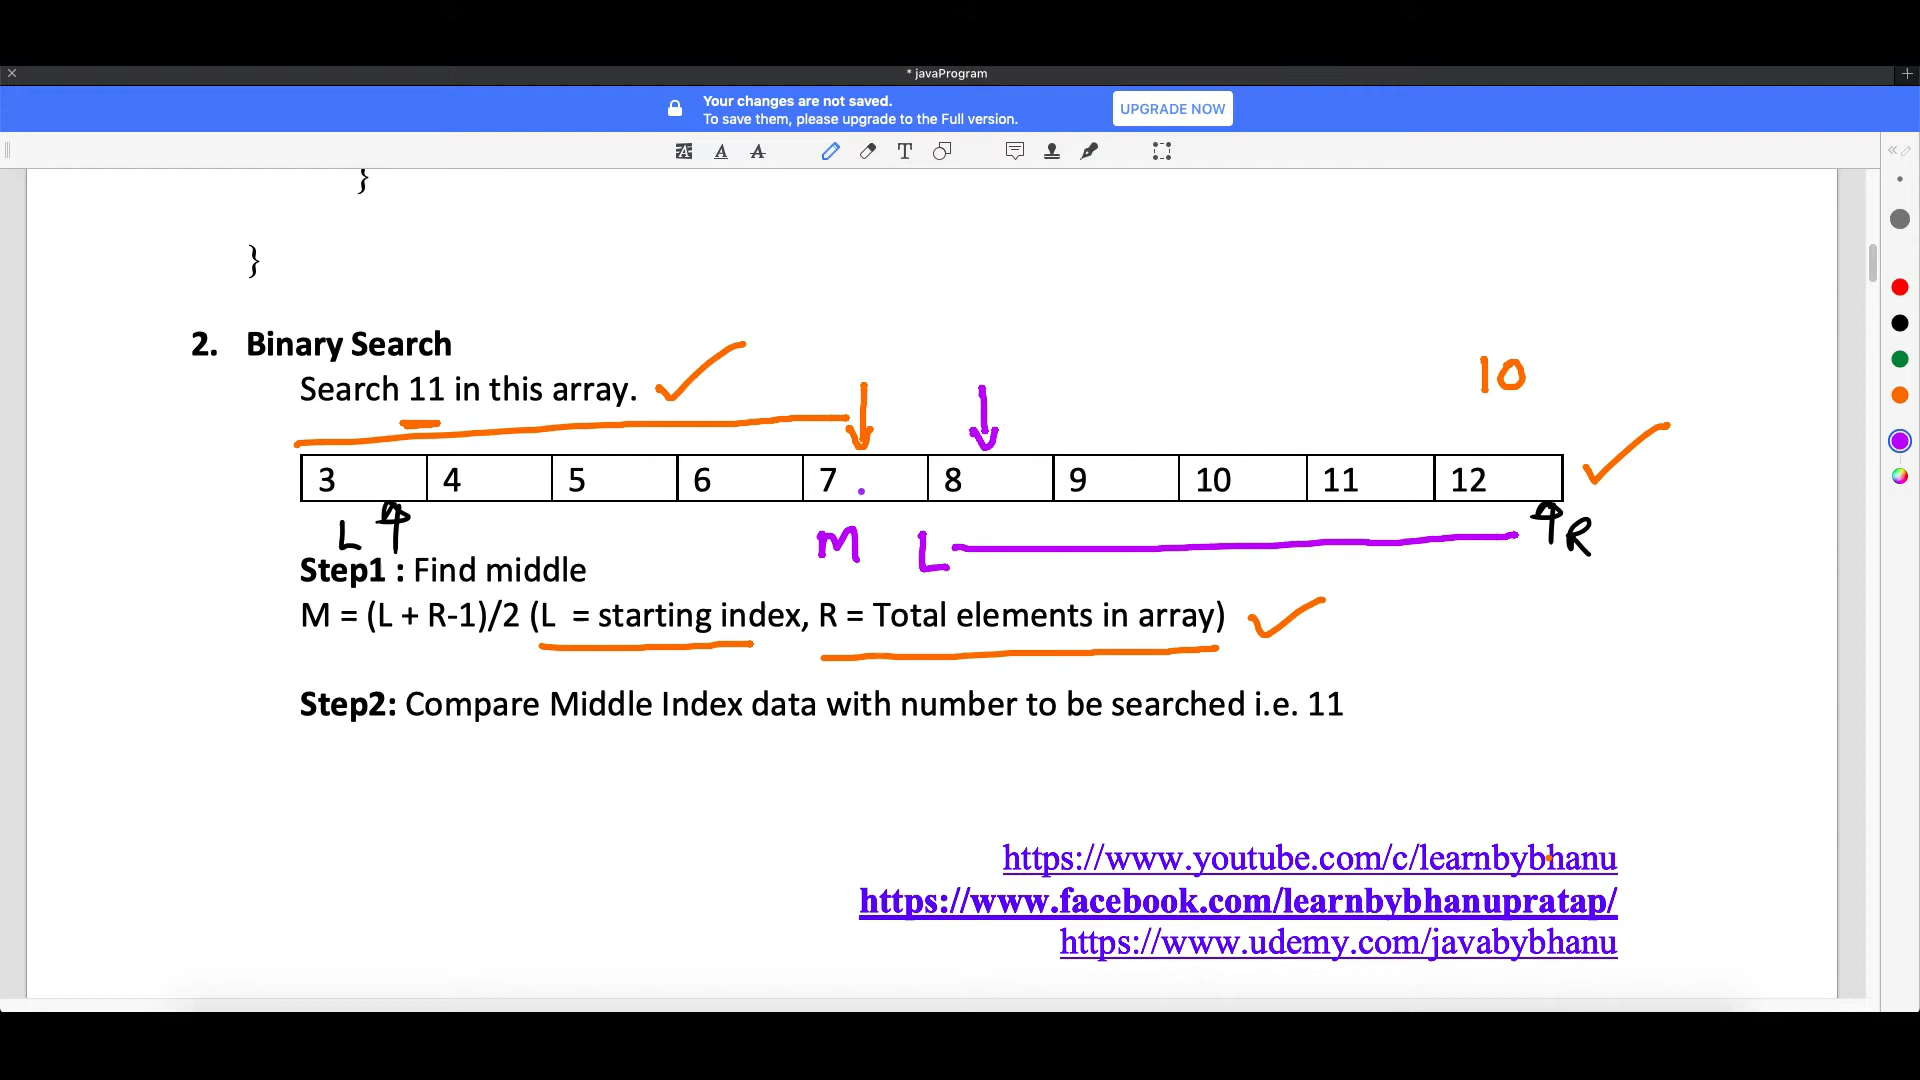 * javaProgram
Your changes are not saved.
To save them, please upgrade to the Full version.
UPGRADE NOW
}
}
2. Binary Search
Search 11 in this array.
10
3 4 5 6 7 8 9 10 11 12
L M L R
Step1 : Find middle
M = (L + R-1)/2 (L = starting index, R = Total elements in array)
Step2: Compare Middle Index data with number to be searched i.e. 11
https://www.youtube.com/c/learnbybhanu
https://www.facebook.com/learnbybhanupratap/
https://www.udemy.com/javabybhanu